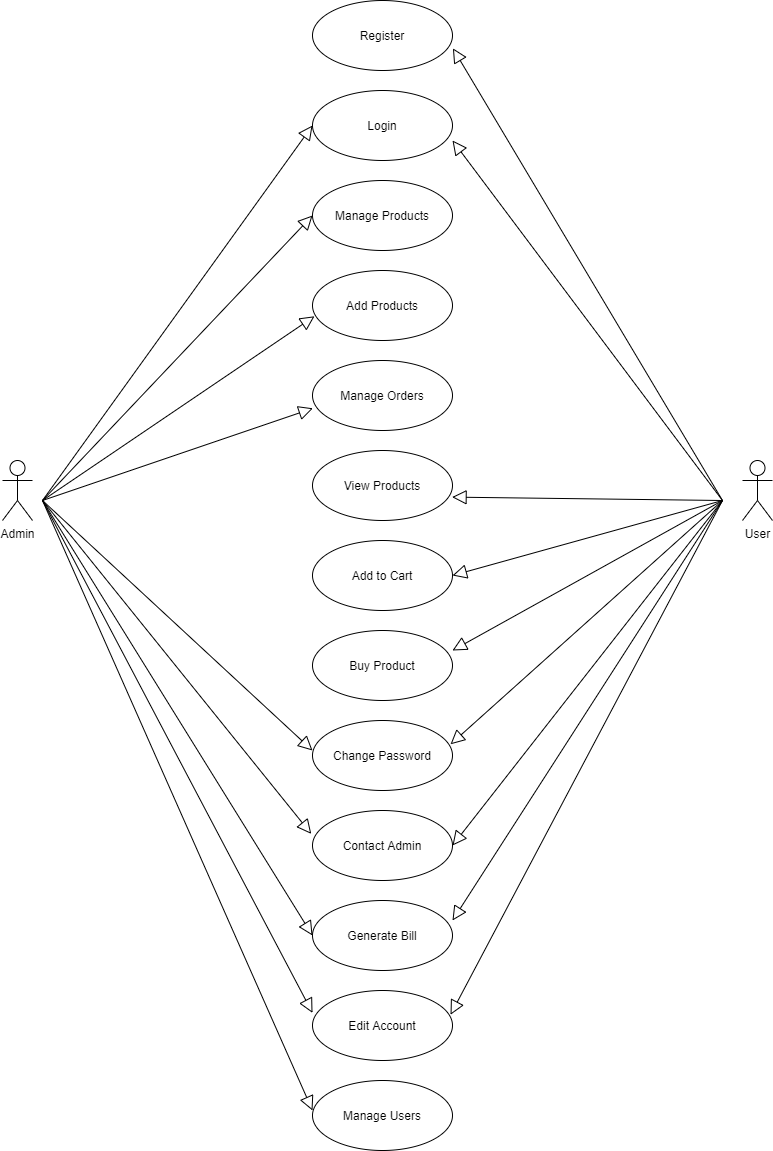 Register
Login
Manage Products
Add Products
Manage Orders
View Products
Admin
User
Add to Cart
Buy Product
Change Password
Contact Admin
Generate Bill
Edit Account
Manage Users